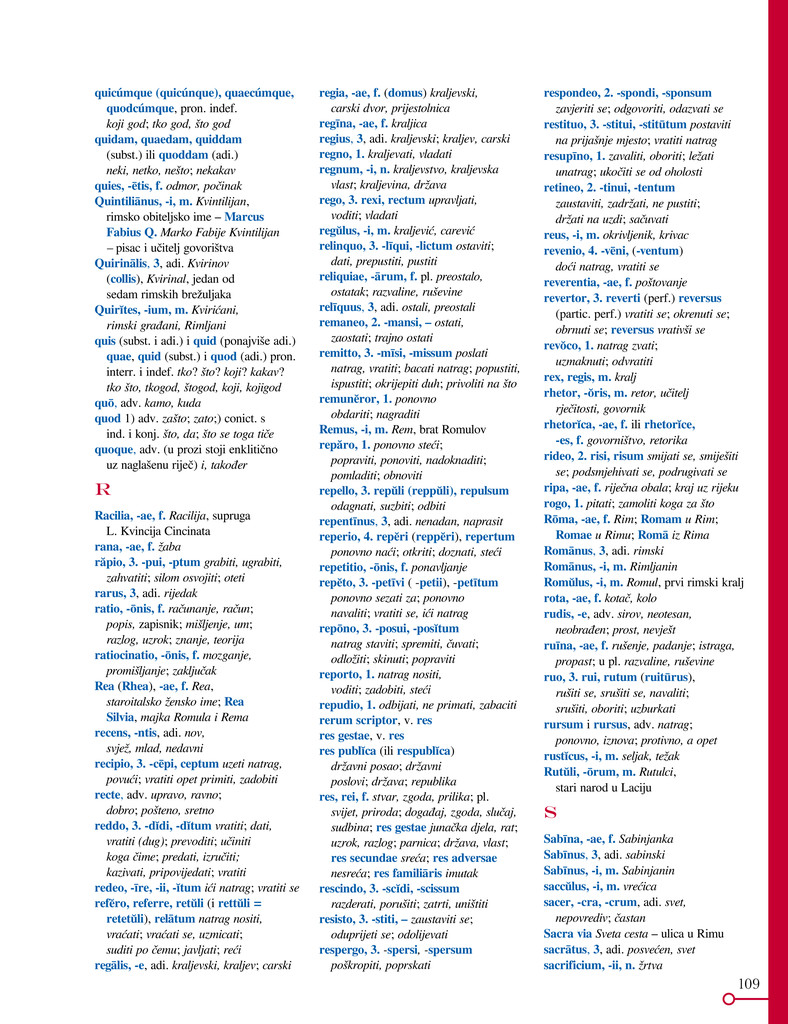 quicúmque (quicúnque), quaecúmque,
quodcúmque, pron. indef.
koji god; tko god, što god
quidam, quaedam, quiddam
(subst.) ili quoddam (adi.)
neki, netko, nešto; nekakav
quies, -ētis, f. odmor, počinak
Quintiliānus, -i, m. Kvintilijan,
rimsko obiteljsko ime – Marcus
Fabius Q. Marko Fabije Kvintilijan
– pisac i učitelj govorištva
Quirinālis, 3, adi. Kvirinov
(collis), Kvirinal, jedan od
sedam rimskih brežuljaka
Quirītes, -ium, m. Kvirićani,
rimski građani, Rimljani
quis (subst. i adi.) i quid (ponajviše adi.)
quae, quid (subst.) i quod (adi.) pron.
interr. i indef. tko? što? koji? kakav?
tko što, tkogod, štogod, koji, kojigod
quō, adv. kamo, kuda
quod 1) adv. zašto; zato;) conict. s
ind. i konj. što, da; što se toga tiče
quoque, adv. (u prozi stoji enklitično
uz naglašenu riječ) i, također
R
Racilia, -ae, f. Racilija, supruga
L. Kvincija Cincinata
rana, -ae, f. žaba
răpio, 3. -pui, -ptum grabiti, ugrabiti,
zahvatiti; silom osvojiti; oteti
rarus, 3, adi. rijedak
ratio, -ōnis, f. računanje, račun;
popis, zapisnik; mišljenje, um;
razlog, uzrok; znanje, teorija
ratiocinatio, -ōnis, f. mozganje,
promišljanje; zaključak
Rea (Rhea), -ae, f. Rea,
staroitalsko žensko ime; Rea
Silvia, majka Romula i Rema
recens, -ntis, adi. nov,
svjež, mlad, nedavni
recipio, 3. -cēpi, ceptum uzeti natrag,
povući; vratiti opet primiti, zadobiti
recte, adv. upravo, ravno;
dobro; pošteno, sretno
reddo, 3. -dĭdi, -dĭtum vratiti; dati,
vratiti (dug); prevoditi; učiniti
koga čime; predati, izručiti;
kazivati, pripovijedati; vratiti
redeo, -īre, -ii, -ĭtum ići natrag; vratiti se
refĕro, referre, retŭli (i rettŭli =
retetŭli), relātum natrag nositi,
vraćati; vraćati se, uzmicati;
suditi po čemu; javljati; reći
regālis, -e, adi. kraljevski, kraljev; carski
regia, -ae, f. (domus) kraljevski,
carski dvor, prijestolnica
regīna, -ae, f. kraljica
regius, 3, adi. kraljevski; kraljev, carski
regno, 1. kraljevati, vladati
regnum, -i, n. kraljevstvo, kraljevska
vlast; kraljevina, država
rego, 3. rexi, rectum upravljati,
voditi; vladati
regŭlus, -i, m. kraljević, carević
relinquo, 3. -līqui, -lictum ostaviti;
dati, prepustiti, pustiti
reliquiae, -ārum, f. pl. preostalo,
ostatak; razvaline, ruševine
relĭquus, 3, adi. ostali, preostali
remaneo, 2. -mansi, – ostati,
zaostati; trajno ostati
remitto, 3. -mīsi, -missum poslati
natrag, vratiti; bacati natrag; popustiti,
ispustiti; okrijepiti duh; privoliti na što
remunĕror, 1. ponovno
obdariti; nagraditi
Remus, -i, m. Rem, brat Romulov
repăro, 1. ponovno steći;
popraviti, ponoviti, nadoknaditi;
pomladiti; obnoviti
repello, 3. repŭli (reppŭli), repulsum
odagnati, suzbiti; odbiti
repentīnus, 3, adi. nenadan, naprasit
reperio, 4. repĕri (reppĕri), repertum
ponovno naći; otkriti; doznati, steći
repetitio, -ōnis, f. ponavljanje
repĕto, 3. -petīvi ( -petii), -petītum
ponovno sezati za; ponovno
navaliti; vratiti se, ići natrag
repōno, 3. -posui, -posĭtum
natrag staviti; spremiti, čuvati;
odložiti; skinuti; popraviti
reporto, 1. natrag nositi,
voditi; zadobiti, steći
repudio, 1. odbijati, ne primati, zabaciti
rerum scriptor, v. res
res gestae, v. res
res publĭca (ili respublĭca)
državni posao; državni
poslovi; država; republika
res, rei, f. stvar, zgoda, prilika; pl.
svijet, priroda; događaj, zgoda, slučaj,
sudbina; res gestae junačka djela, rat;
uzrok, razlog; parnica; država, vlast;
res secundae sreća; res adversae
nesreća; res familiāris imutak
rescindo, 3. -scĭdi, -scissum
razderati, porušiti; zatrti, uništiti
resisto, 3. -stiti, – zaustaviti se;
oduprijeti se; odolijevati
respergo, 3. -spersi, -spersum
poškropiti, poprskati
respondeo, 2. -spondi, -sponsum
zavjeriti se; odgovoriti, odazvati se
restituo, 3. -stitui, -stitūtum postaviti
na prijašnje mjesto; vratiti natrag
resupīno, 1. zavaliti, oboriti; ležati
unatrag; ukočiti se od oholosti
retineo, 2. -tinui, -tentum
zaustaviti, zadržati, ne pustiti;
držati na uzdi; sačuvati
reus, -i, m. okrivljenik, krivac
revenio, 4. -vēni, (-ventum)
doći natrag, vratiti se
reverentia, -ae, f. poštovanje
revertor, 3. reverti (perf.) reversus
(partic. perf.) vratiti se; okrenuti se;
obrnuti se; reversus vrativši se
revŏco, 1. natrag zvati;
uzmaknuti; odvratiti
rex, regis, m. kralj
rhetor, -ŏris, m. retor, učitelj
rječitosti, govornik
rhetorĭca, -ae, f. ili rhetorĭce,
-es, f. govorništvo, retorika
rideo, 2. risi, risum smijati se, smiješiti
se; podsmjehivati se, podrugivati se
ripa, -ae, f. riječna obala; kraj uz rijeku
rogo, 1. pitati; zamoliti koga za što
Rōma, -ae, f. Rim; Romam u Rim;
Romae u Rimu; Romā iz Rima
Romānus, 3, adi. rimski
Romānus, -i, m. Rimljanin
Romŭlus, -i, m. Romul, prvi rimski kralj
rota, -ae, f. kotač, kolo
rudis, -e, adv. sirov, neotesan,
neobrađen; prost, nevješt
ruīna, -ae, f. rušenje, padanje; istraga,
propast; u pl. razvaline, ruševine
ruo, 3. rui, rutum (ruitūrus),
rušiti se, srušiti se, navaliti;
srušiti, oboriti; uzburkati
rursum i rursus, adv. natrag;
ponovno, iznova; protivno, a opet
rustĭcus, -i, m. seljak, težak
Rutŭli, -ōrum, m. Rutulci,
stari narod u Laciju
S
Sabīna, -ae, f. Sabinjanka
Sabīnus, 3, adi. sabinski
Sabīnus, -i, m. Sabinjanin
saccŭlus, -i, m. vrećica
sacer, -cra, -crum, adi. svet,
nepovrediv; častan
Sacra via Sveta cesta – ulica u Rimu
sacrātus, 3, adi. posvećen, svet
sacrificium, -ii, n. žrtva
109